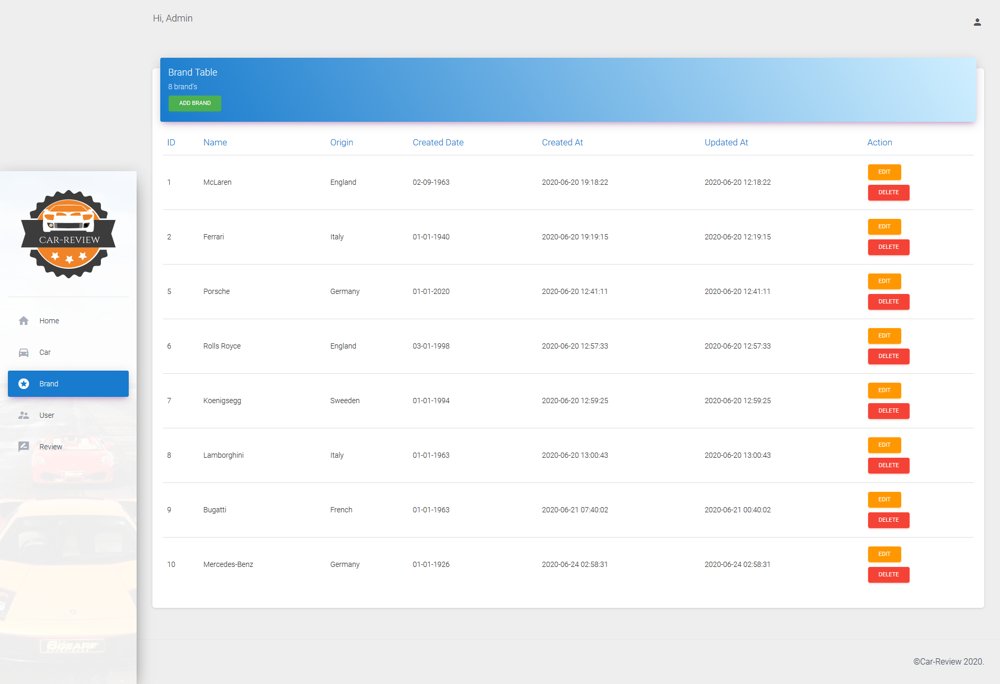 Hi, Admin
Brand Table
8 brand's
ADD BRAND
ID Name Origin Created Date Created At Updated At Action
1 McLaren England 02-09-1963 2020-06-20 19:18:22 2020-06-20 12:18:22 EDIT
DELETE
2 Ferrari Italy 01-01-1940 2020-06-20 19:19:15 2020-06-20 12:19:15 EDIT
DELETE
5 Porsche Germany 01-01-2020 2020-06-20 12:41:11 2020-06-20 12:41:11 EDIT
DELETE
6 Rolls Royce England 03-01-1998 2020-06-20 12:57:33 2020-06-20 12:57:33 EDIT
DELETE
7 Koenigsegg Sweeden 01-01-1994 2020-06-20 12:59:25 2020-06-20 12:59:25 EDIT
DELETE
8 Lamborghini Italy 01-01-1963 2020-06-20 13:00:43 2020-06-20 13:00:43 EDIT
DELETE
9 Bugatti French 01-01-1963 2020-06-21 07:40:02 2020-06-21 00:40:02 EDIT
DELETE
10 Mercedes-Benz Germany 01-01-1926 2020-06-24 02:58:31 2020-06-24 02:58:31 EDIT
DELETE
CAR-REVIEW
Home
Car
Brand
User
Review
©Car-Review 2020.